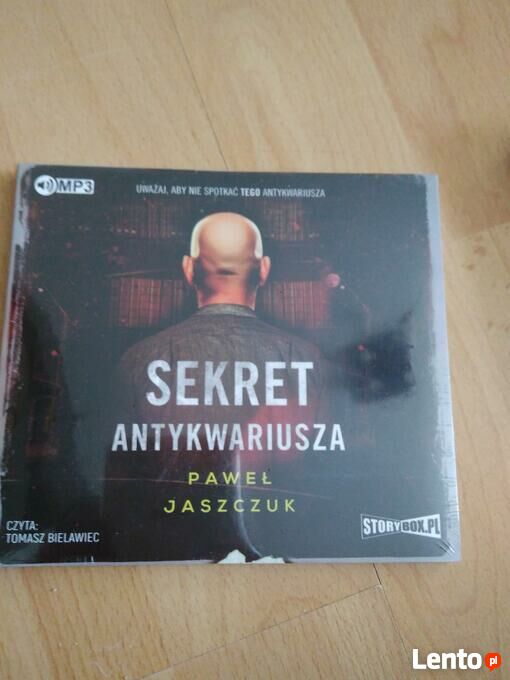 MP3
UWAŻAJ, ABY NIE SPOTKAĆ TEGO ANTYKWARIUSZA
SEKRET
ANTYKWARIUSZA
PAWEŁ
JASZCZUK
CZYTA:
TOMASZ BIELAWIEC
STORYBOX.PL
Lento pl